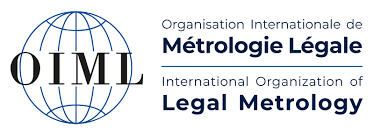 OIML
Organisation Internationale de
Métrologie Légale
International Organization of
Legal Metrology